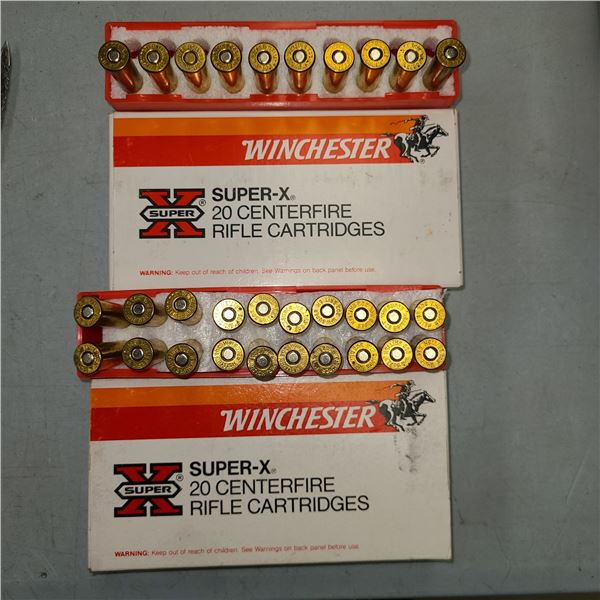 WINCHESTER
X SUPER ®
SUPER-X®
20 CENTERFIRE
RIFLE CARTRIDGES
WARNING: Keep out of reach of children. See Warnings on back panel before use.
WINCHESTER
X SUPER ®
SUPER-X®
20 CENTERFIRE
RIFLE CARTRIDGES
WARNING: Keep out of reach of children. See Warnings on back panel before use.